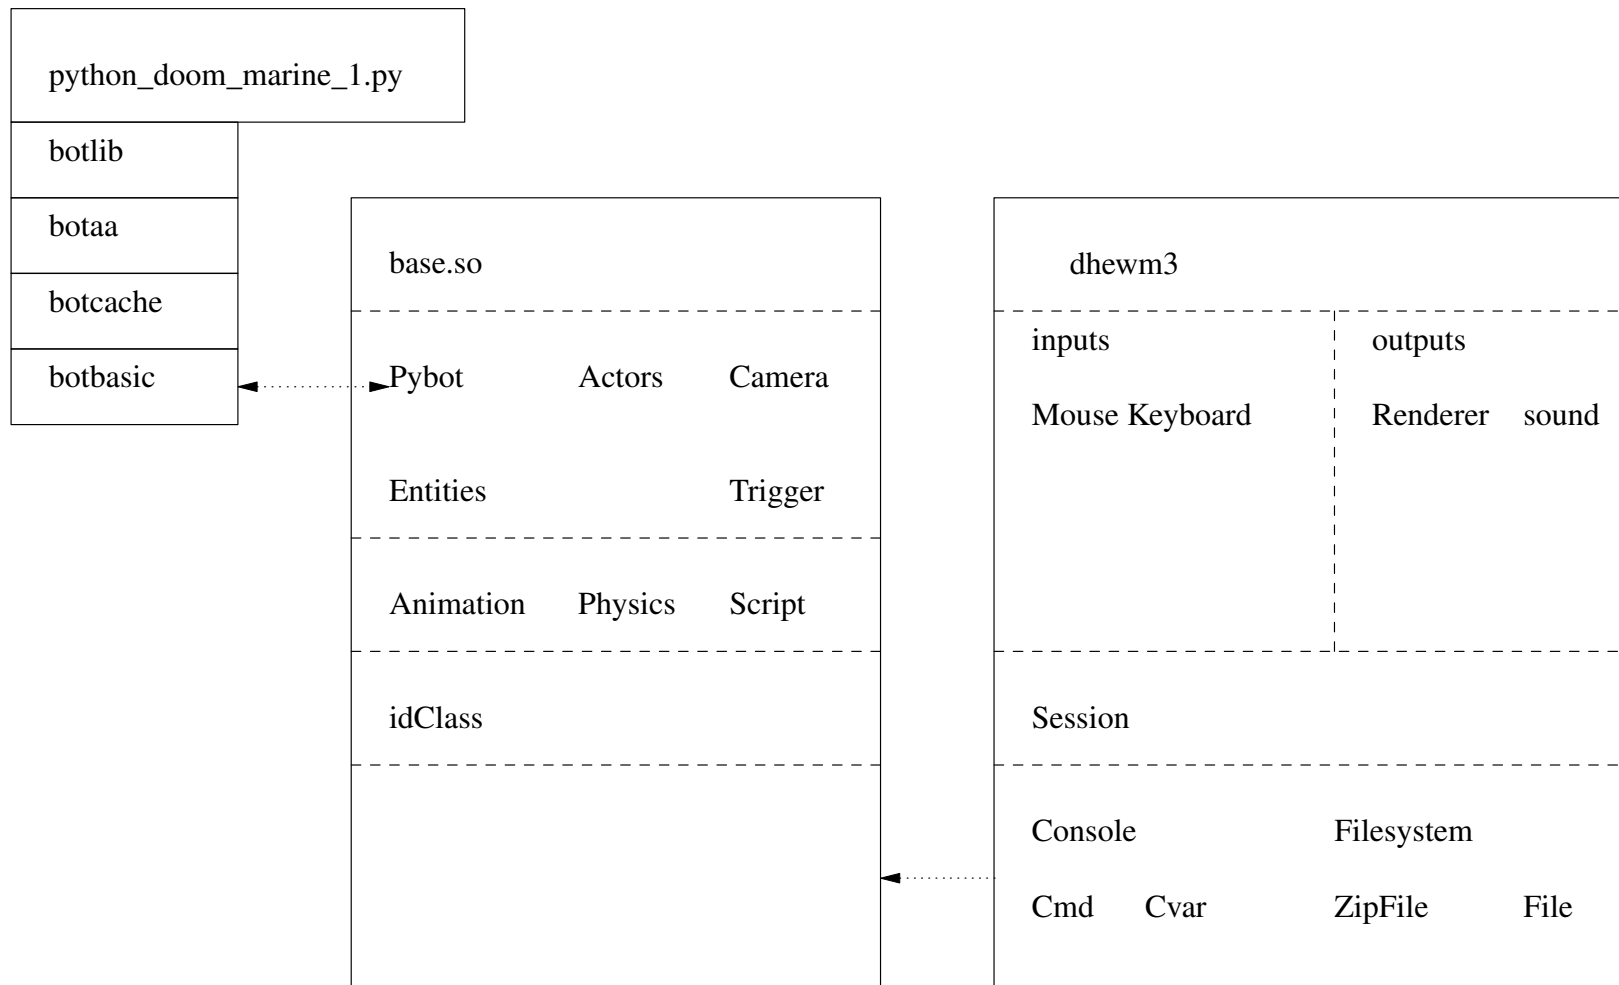 python_doom_marine_1.py
botlib
botaa
botcache
botbasic
base.so
Pybot Actors Camera
Entities Trigger
Animation Physics Script
idClass
dhewm3
inputs outputs
Mouse Keyboard Renderer sound
Session
Console Filesystem
Cmd Cvar ZipFile File